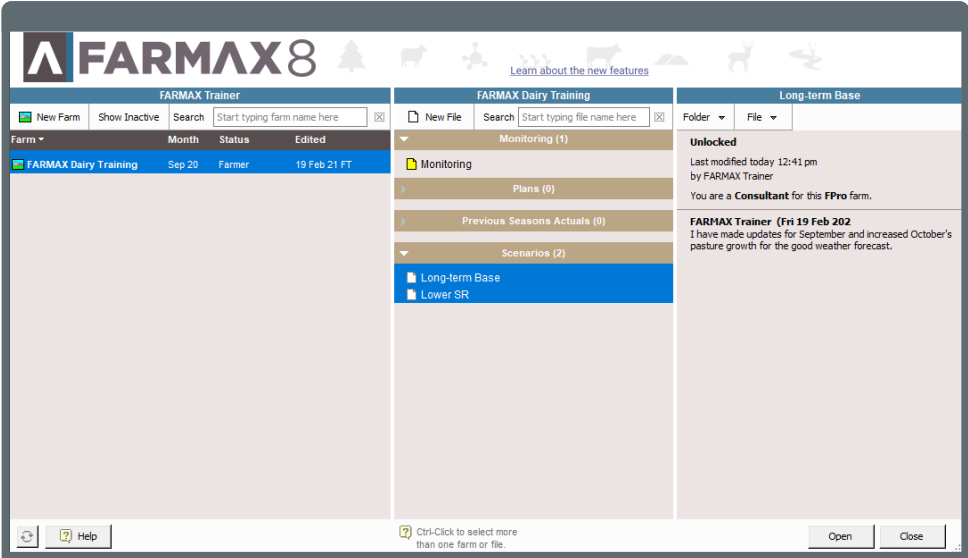 FARMAX8
Learn about the new features
FARMAX Trainer
New Farm Show Inactive Search Start typing farm name here
Farm Month Status Edited
FARMAX Dairy Training Sep 20 Farmer 19 Feb 21 FT
FARMAX Dairy Training
New File Search Start typing file name here
Monitoring (1)
Monitoring
Plans (0)
Previous Seasons Actuals (0)
Scenarios (2)
Long-term Base
Lower SR
Long-term Base
Folder File
Unlocked
Last modified today 12:41 pm
by FARMAX Trainer
You are a Consultant for this FPro farm.
FARMAX Trainer (Fri 19 Feb 202
I have made updates for September and increased October's
pasture growth for the good weather forecast.
Help
Ctrl-Click to select more
than one farm or file.
Open Close